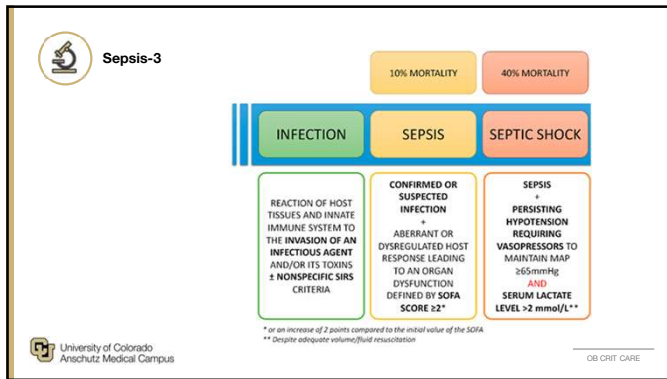 Sepsis-3
10% MORTALITY
40% MORTALITY
INFECTION
SEPSIS
SEPTIC SHOCK
REACTION OF HOST
TISSUES AND INNATE
IMMUNE SYSTEM TO
THE INVASION OF AN
INFECTIOUS AGENT
AND/OR ITS TOXINS
± NONSPECIFIC SIRS
CRITERIA
CONFIRMED OR
SUSPECTED
INFECTION
+
ABERRANT OR
DYSREGULATED HOST
RESPONSE LEADING
TO AN ORGAN
DYSFUNCTION
DEFINED BY SOFA
SCORE ≥2*
SEPSIS
+
PERSISTING
HYPOTENSION
REQUIRING
VASOPRESSORS TO
MAINTAIN MAP
≥65mmHg
AND
SERUM LACTATE
LEVEL >2 mmol/L**
* or an increase of 2 points compared to the initial value of the SOFA
** Despite adequate volume/fluid resuscitation
University of Colorado
Anschutz Medical Campus
OB CRIT CARE